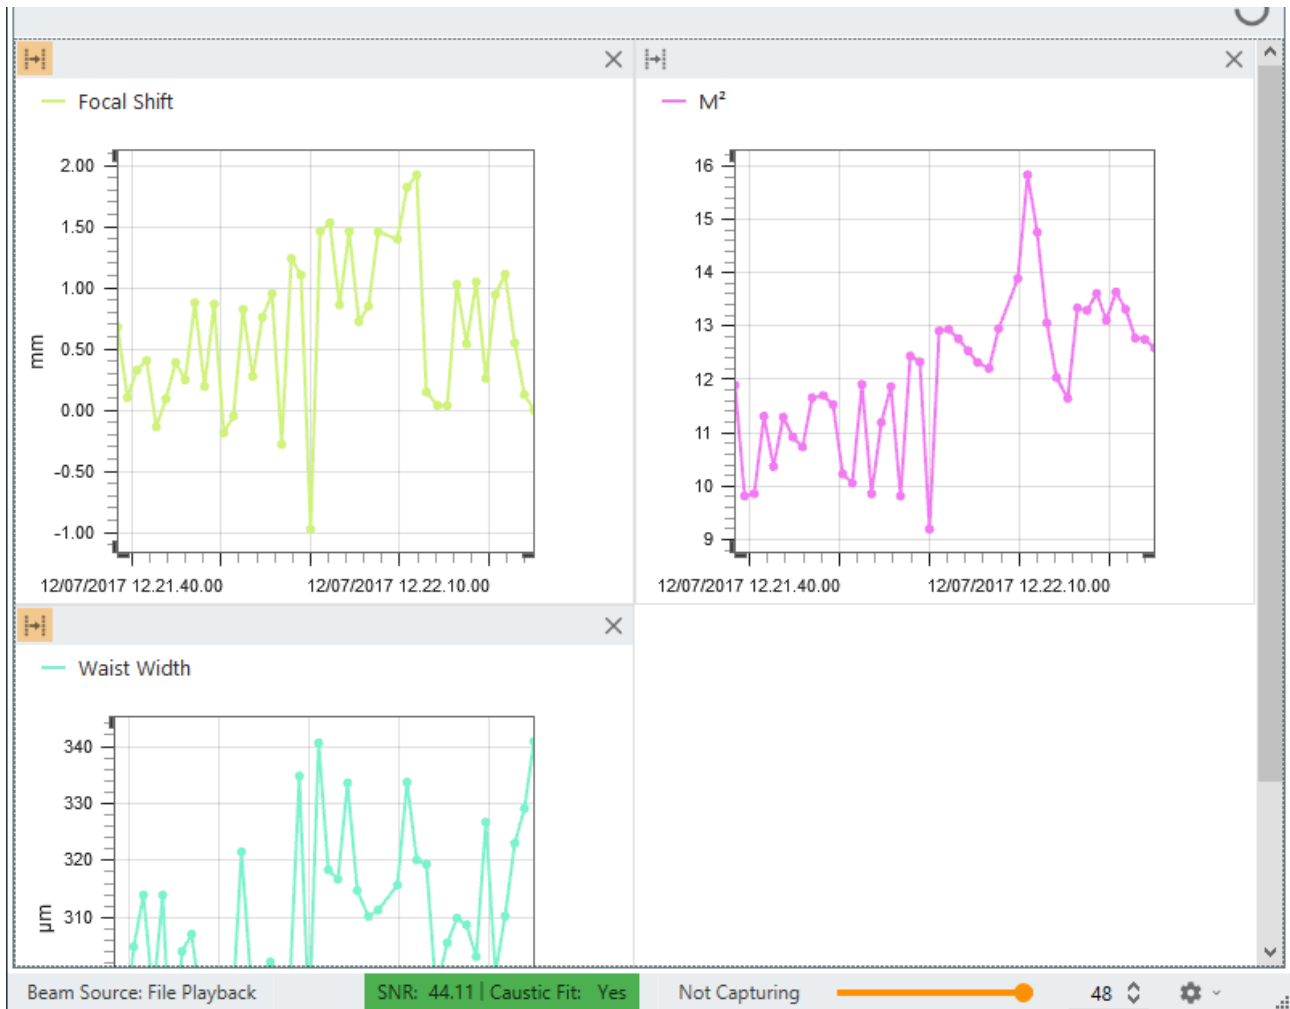 Focal Shift
2.00
1.50
1.00
0.50
0.00
-0.50
-1.00
mm
12/07/2017 12.21.40.00 12/07/2017 12.22.10.00
M²
16
15
14
13
12
11
10
9
12/07/2017 12.21.40.00 12/07/2017 12.22.10.00
Waist Width
340
330
320
310
µm
Beam Source: File Playback SNR: 44.11 | Caustic Fit: Yes Not Capturing 48